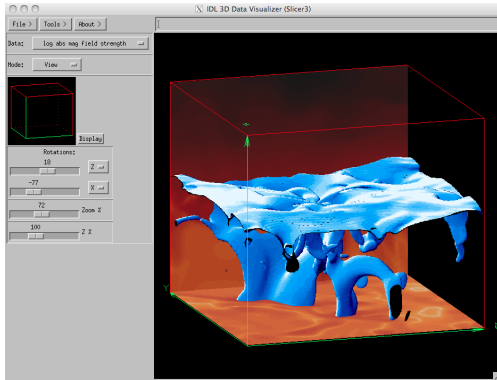 IDL 3D Data Visualizer (Slicer3)
File > Tools > About >
Data: log abs mag field strength
Mode: View
Display
Rotations:
18
Z
-77
X
72
Zoom %
100
Z %
Y